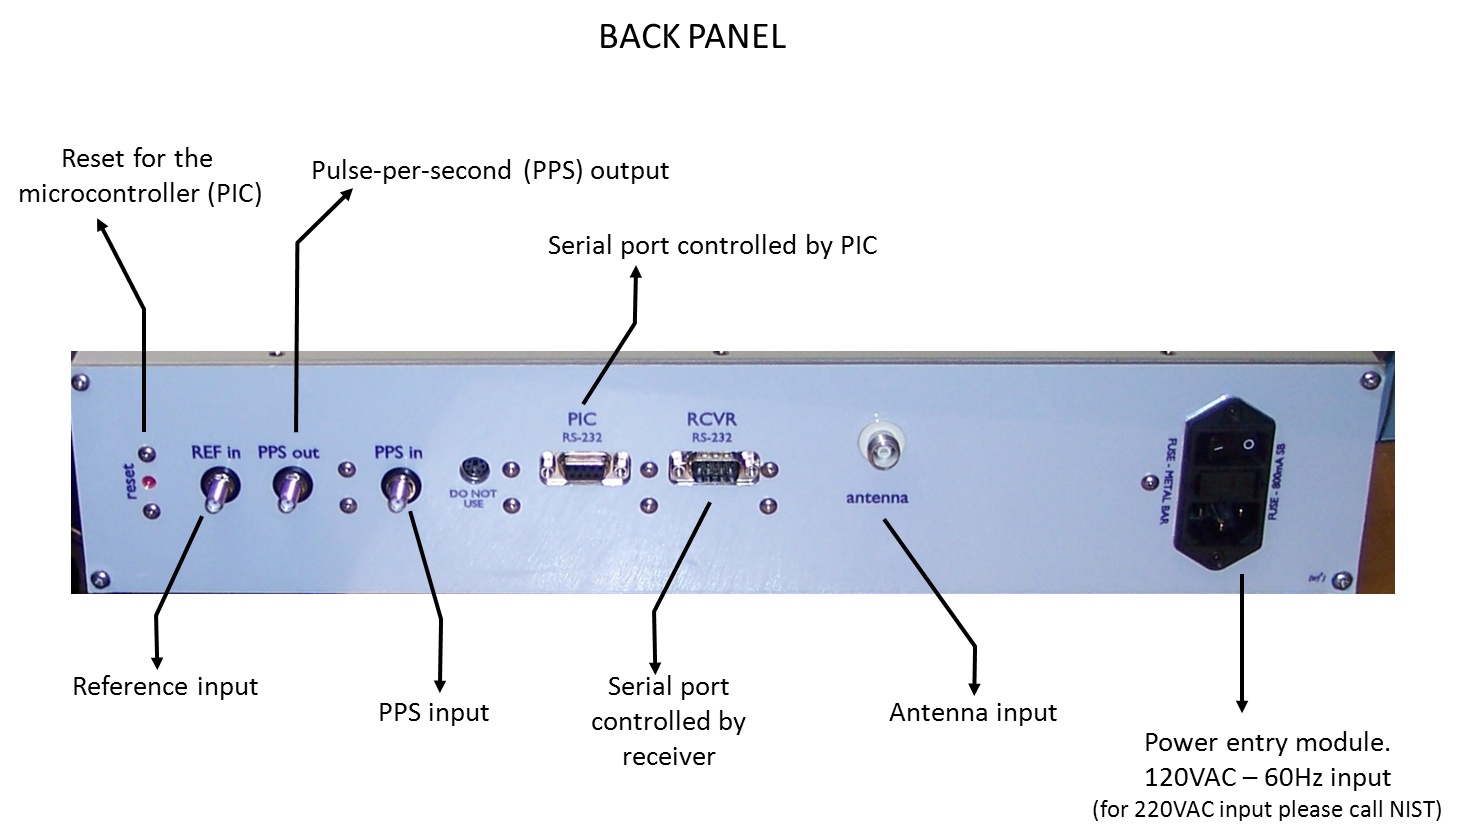 BACK PANEL
Reset for the
microcontroller (PIC)
Pulse-per-second (PPS) output
Serial port controlled by PIC
reset
REF in
PPS out
PPS in
DO NOT
USE
PIC
RS-232
RCVR
RS-232
antenna
FUSE - METAL BAR
FUSE - 800mA SB
Reference input
PPS input
Serial port
controlled by
receiver
Antenna input
Power entry module.
120VAC – 60Hz input
(for 220VAC input please call NIST)